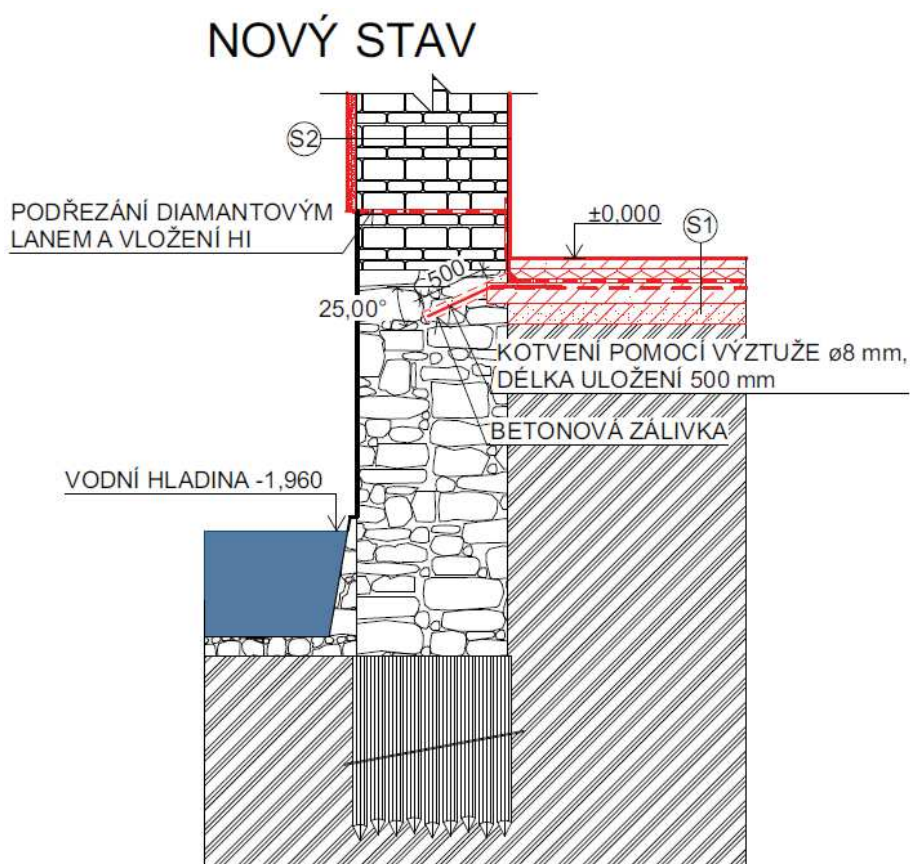 NOVÝ STAV
S2
PODŘEZÁNÍ DIAMANTOVÝM
LANEM A VLOŽENÍ HI
±0,000
S1
500
25,00°
KOTVENÍ POMOCÍ VÝZTUŽE ø8 mm,
DÉLKA ULOŽENÍ 500 mm
BETONOVÁ ZÁLIVKA
VODNÍ HLADINA -1,960